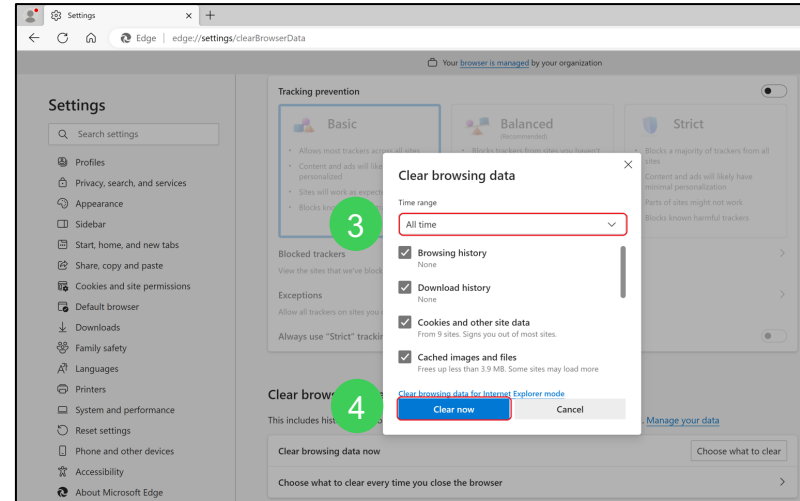 Settings
Edge | edge://settings/clearBrowserData
Your browser is managed by your organization
Settings
Search settings
Profiles
Privacy, search, and services
Appearance
Sidebar
Start, home, and new tabs
Share, copy and paste
Cookies and site permissions
Default browser
Downloads
Family safety
Languages
Printers
System and performance
Reset settings
Phone and other devices
Accessibility
About Microsoft Edge
Tracking prevention
Basic
Allows most trackers across all sites
Content and ads will like
personalized
Sites will work as expec
Blocks
Balanced
(Recommended)
Blocks trackers from sites you haven't
Strict
Blocks a majority of trackers from all
sites
Content and ads will likely have
minimal personalization
Parts of sites might not work
Blocks known harmful trackers
Blocked trackers
View the sites that we've block
Exceptions
Allow all trackers on sites you
Always use "Strict" tracki
Clear browsing data
Time range
3
All time
Browsing history
None
Download history
None
Cookies and other site data
From 9 sites. Signs you out of most sites.
Cached images and files
Frees up less than 3.9 MB. Some sites may load more
Clear browsing data for Internet Explorer mode
4
Clear now
Cancel
Clear brow
This includes his
. Manage your data
Clear browsing data now
Choose what to clear
Choose what to clear every time you close the browser